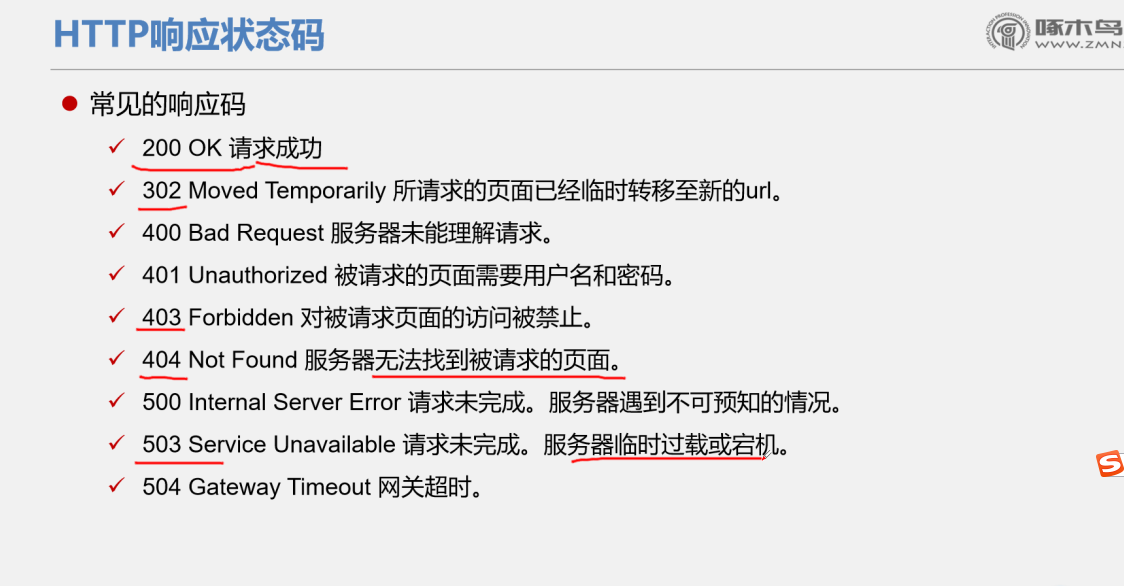 HTTP响应状态码
啄木鸟
WWW.ZMN
常见的响应码
200 OK 请求成功
302 Moved Temporarily 所请求的页面已经临时转移至新的url。
400 Bad Request 服务器未能理解请求。
401 Unauthorized 被请求的页面需要用户名和密码。
403 Forbidden 对被请求页面的访问被禁止。
404 Not Found 服务器无法找到被请求的页面。
500 Internal Server Error 请求未完成。服务器遇到不可预知的情况。
503 Service Unavailable 请求未完成。服务器临时过载或宕机。
504 Gateway Timeout 网关超时。
S